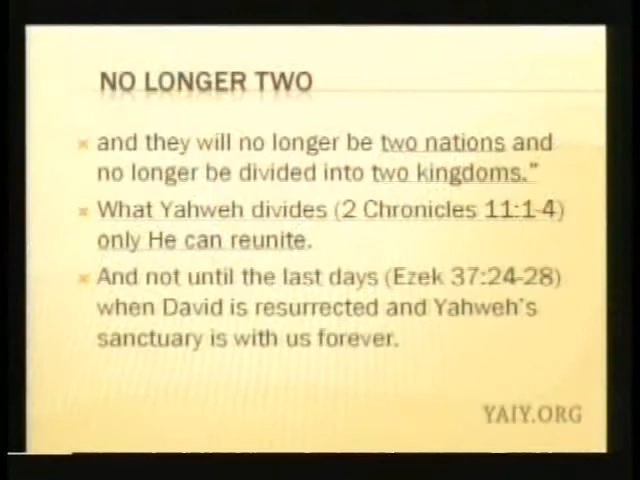 NO LONGER TWO
and they will no longer be two nations and
no longer be divided into two kingdoms."
What Yahweh divides (2 Chronicles 11:1-4)
only He can reunite.
And not until the last days (Ezek 37:24-28)
when David is resurrected and Yahweh's
sanctuary is with us forever.
YAIY.ORG